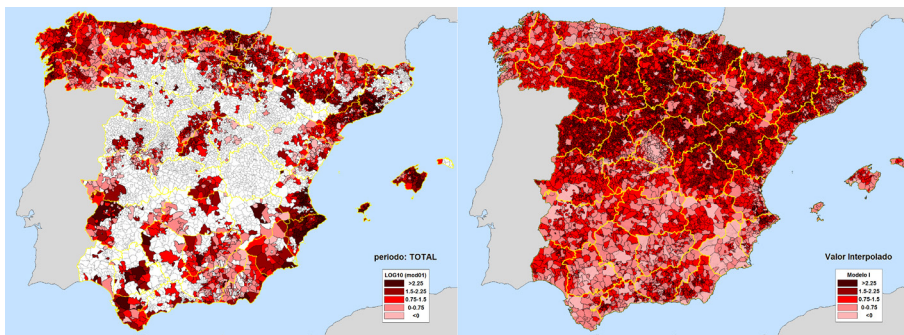 periodo: TOTAL
LOG10 (mod01)
>2.25
1.5-2.25
0.75-1.5
0-0.75
<0
Valor Interpolado
Modelo I
>2.25
1.5-2.25
0.75-1.5
0-0.75
<0